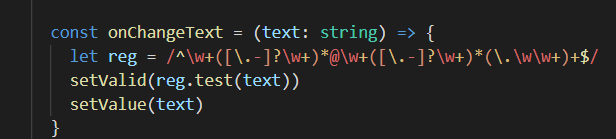 const onChangeText = (text: string) => {
let reg = /^\w+([\.-]?\w+)*@\w+([\.-]?\w+)*(\.\w\w+)+$/
setValid(reg.test(text))
setValue(text)
}